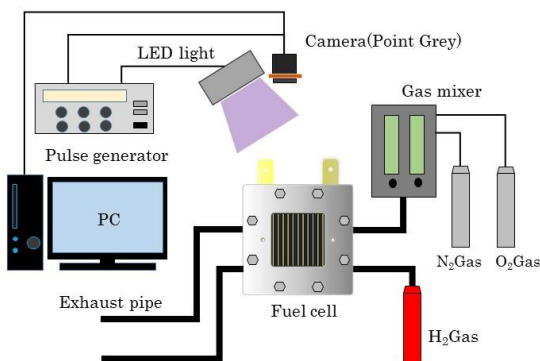 Camera(Point Grey)
LED light
Gas mixer
Pulse generator
PC
N₂Gas
O₂Gas
Exhaust pipe
Fuel cell
H₂Gas